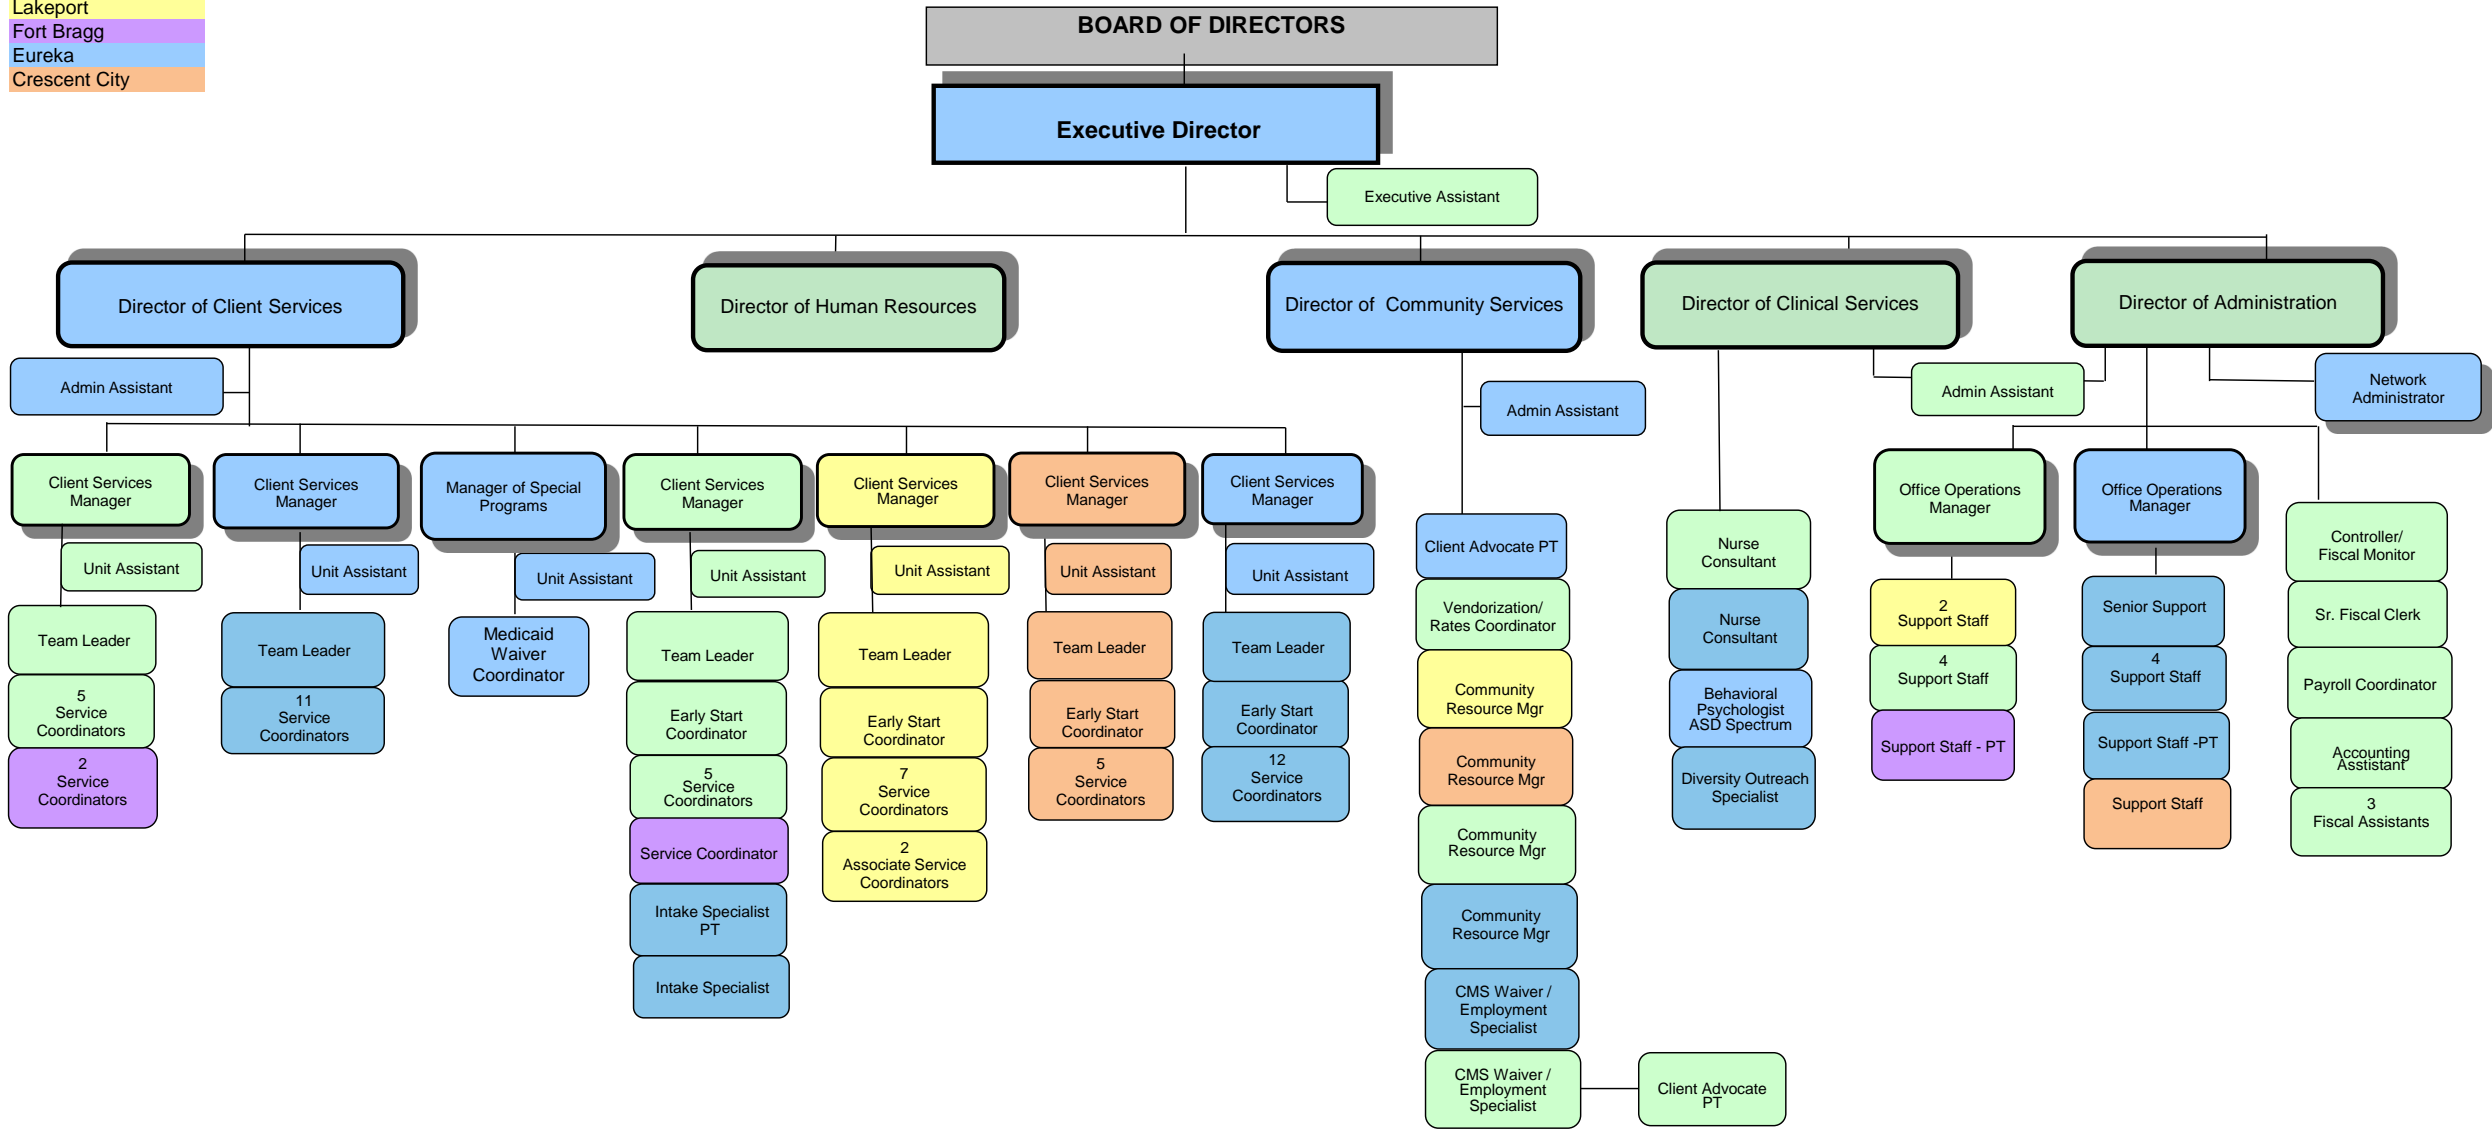 Lakeport
Fort Bragg
Eureka
Crescent City
BOARD OF DIRECTORS
Executive Director
Executive Assistant
Director of Client Services
Director of Human Resources
Director of  Community Services
Director of Clinical Services
Director of Administration
Admin Assistant
Admin Assistant
Admin Assistant
Network
Administrator
Client Services
Manager
Client Services
Manager
Manager of Special
Programs
Client Services
Manager
Client Services
Manager
Client Services
Manager
Client Services
Manager
Unit Assistant
Unit Assistant
Unit Assistant
Unit Assistant
Unit Assistant
Unit Assistant
Unit Assistant
Team Leader
5
Service
Coordinators
2
Service
Coordinators
Team Leader
11
Service
Coordinators
Medicaid
Waiver
Coordinator
Team Leader
Early Start
Coordinator
5
Service
Coordinators
Service Coordinator
Intake Specialist
PT
Intake Specialist
Team Leader
Early Start
Coordinator
7
Service
Coordinators
2
Associate Service
Coordinators
Team Leader
Early Start
Coordinator
5
Service
Coordinators
Team Leader
Early Start
Coordinator
12
Service
Coordinators
Client Advocate PT
Vendorization/
Rates Coordinator
Community
Resource Mgr
Community
Resource Mgr
Community
Resource Mgr
Community
Resource Mgr
CMS Waiver /
Employment
Specialist
CMS Waiver /
Employment
Specialist
Client Advocate
PT
Nurse
Consultant
Nurse
Consultant
Behavioral
Psychologist
ASD Spectrum
Diversity Outreach
Specialist
Office Operations
Manager
2
Support Staff
4
Support Staff
Support Staff - PT
Office Operations
Manager
Senior Support
4
Support Staff
Support Staff -PT
Support Staff
Controller/
Fiscal Monitor
Sr. Fiscal Clerk
Payroll Coordinator
Accounting
Asstistant
3
Fiscal Assistants